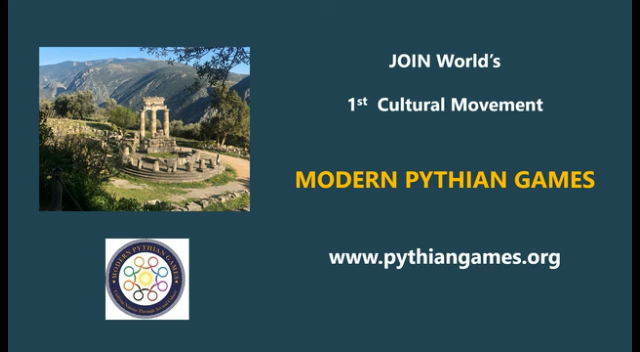 JOIN World's
1st Cultural Movement
MODERN PYTHIAN GAMES
www.pythiangames.org
MODERN PYTHIAN GAMES